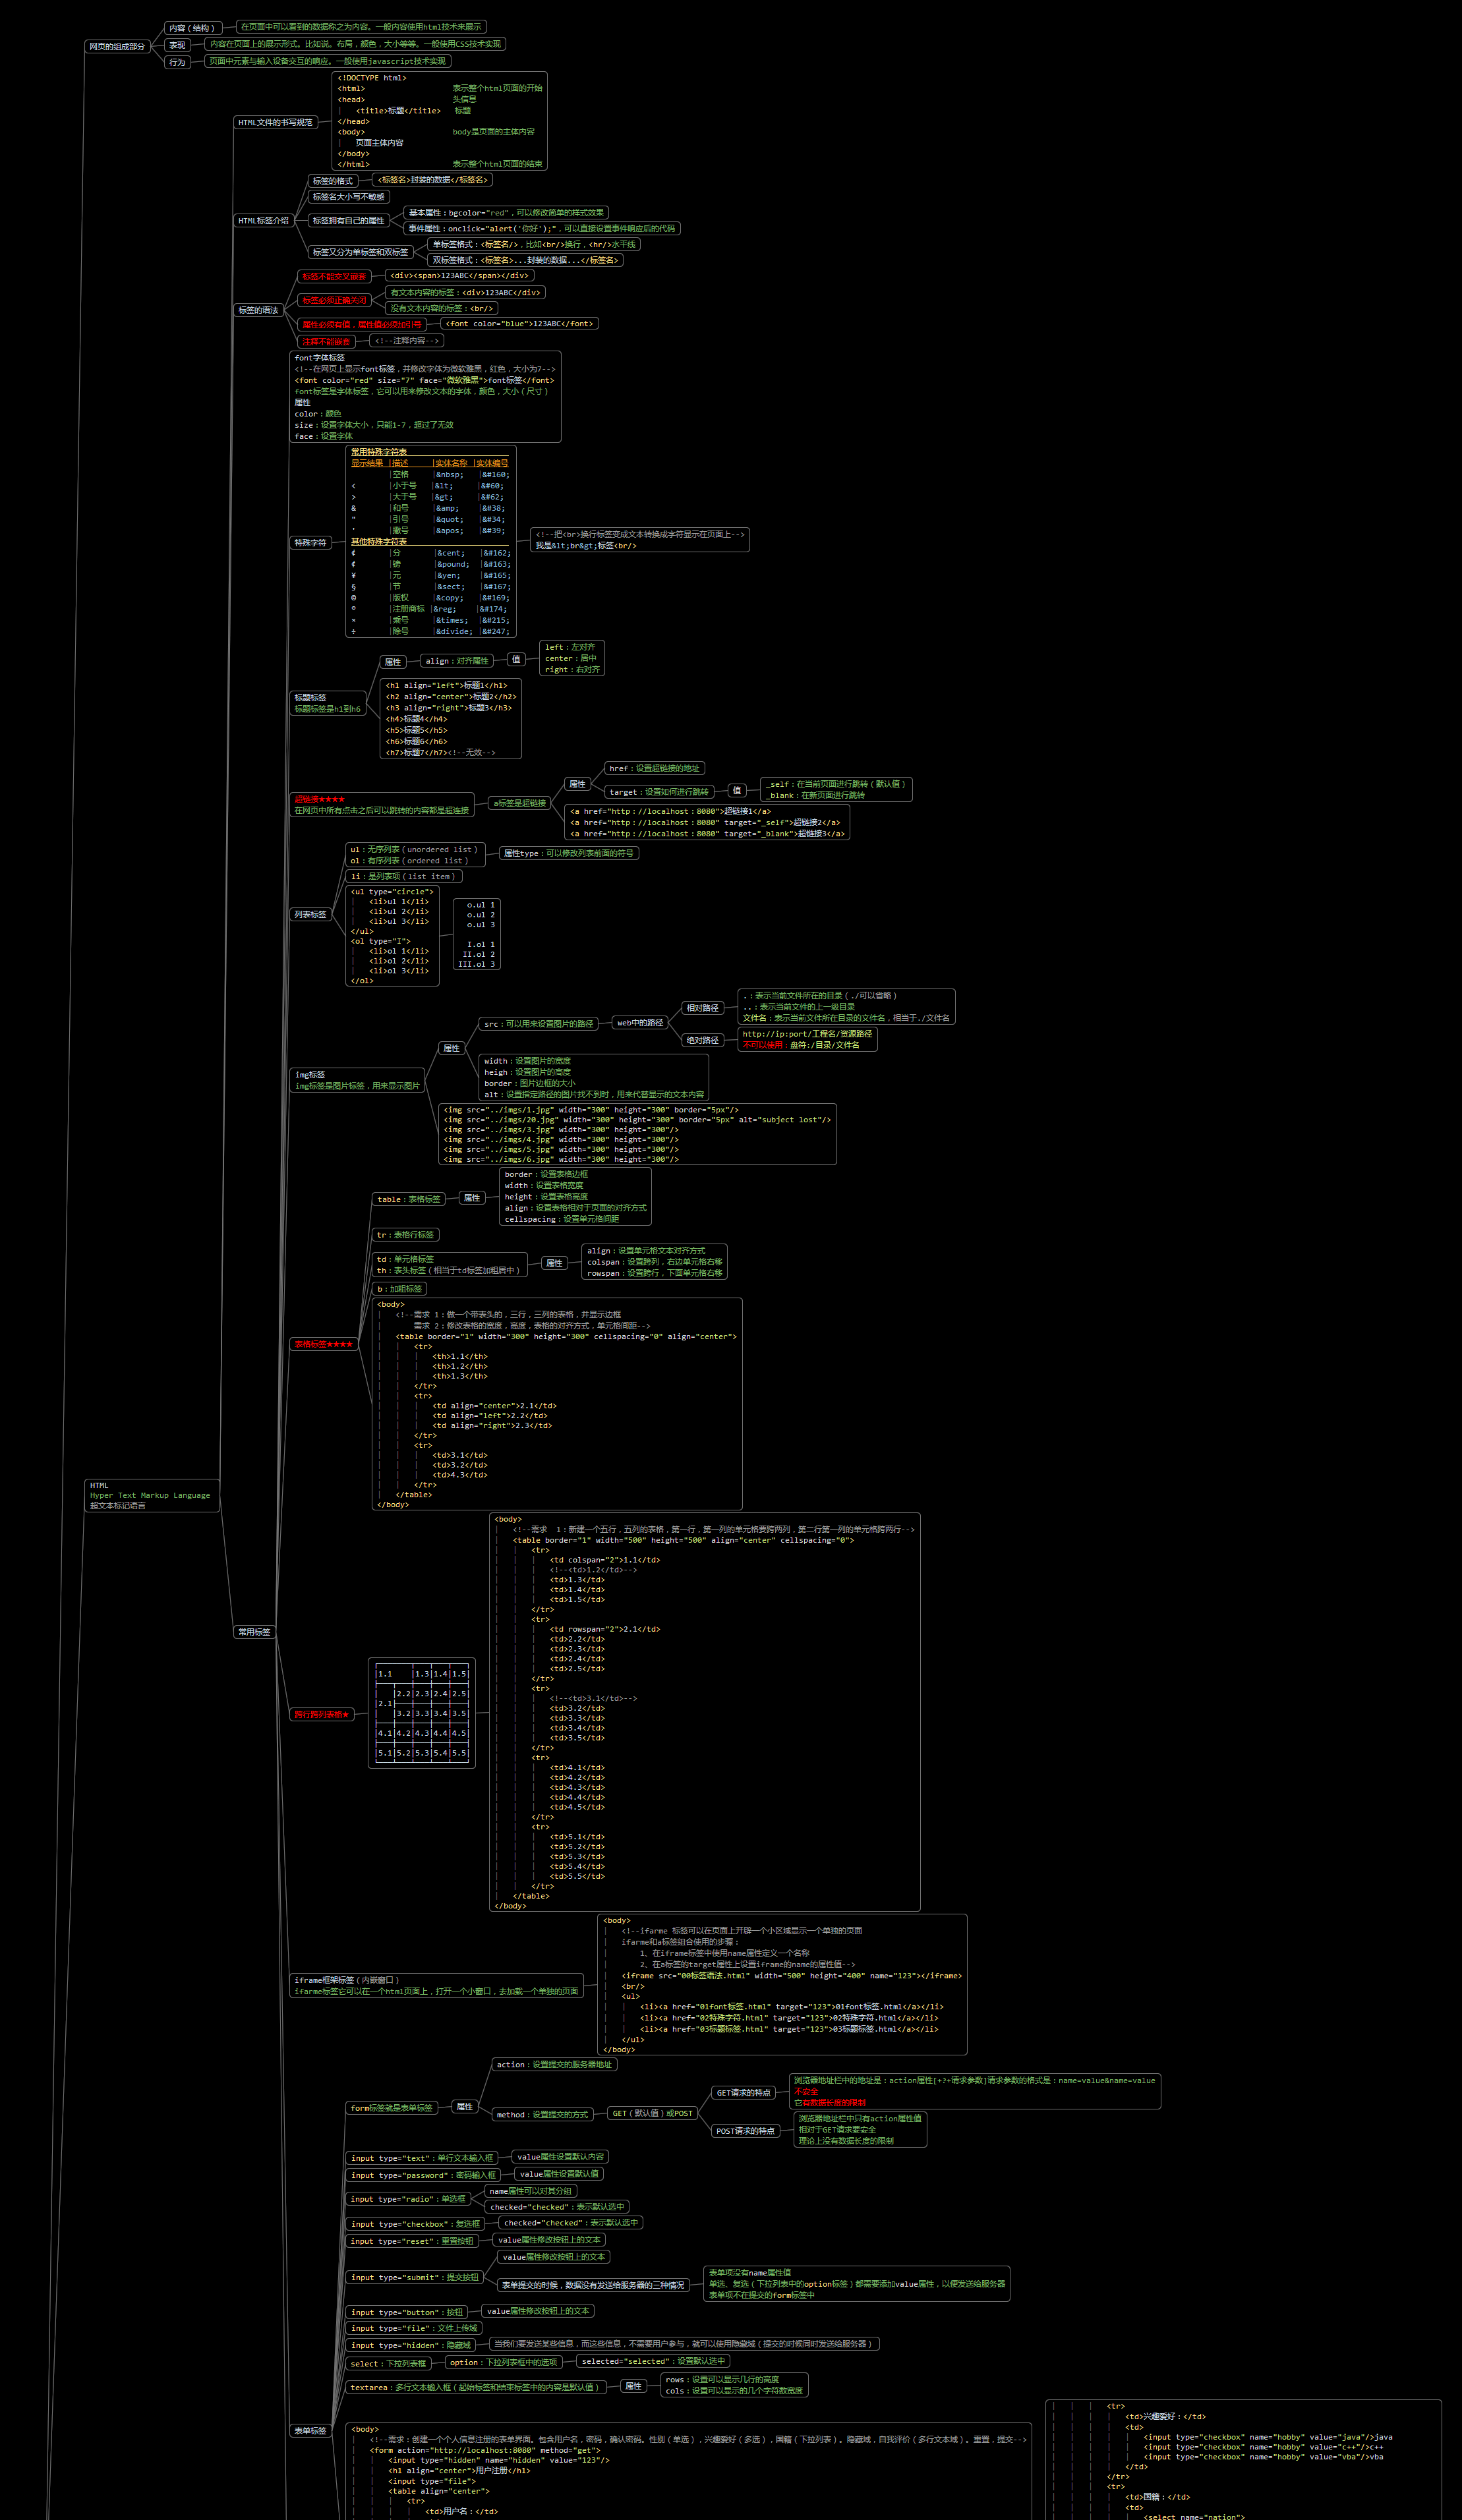 网页的组成部分
内容（结构）
在页面中可以看到的数据称之为内容。一般内容使用html技术来展示
表现
内容在页面上的展示形式。比如说。布局，颜色，大小等等。一般使用CSS技术实现
行为
页面中元素与输入设备交互的响应。一般使用javascript技术实现
HTML
Hyper Text Markup Language
超文本标记语言
HTML文件的书写规范
<!DOCTYPE html>
<html> 表示整个html页面的开始
<head> 头信息
<title>标题</title> 标题
</head>
<body> body是页面的主体内容
页面主体内容
</body>
</html> 表示整个html页面的结束
HTML标签介绍
标签的格式
<标签名>封装的数据</标签名>
标签名大小写不敏感
标签拥有自己的属性
基本属性：bgcolor="red"，可以修改简单的样式效果
事件属性：onclick="alert('你好');"，可以直接设置事件响应后的代码
标签又分为单标签和双标签
单标签格式：<标签名/>，比如<br/>换行，<hr/>水平线
双标签格式：<标签名>...封装的数据...</标签名>
标签的语法
标签不能交叉嵌套
<div><span>123ABC</span></div>
标签必须正确关闭
有文本内容的标签：<div>123ABC</div>
没有文本内容的标签：<br/>
属性必须有值，属性值必须加引号
<font color="blue">123ABC</font>
注释不能嵌套
<!--注释内容-->
常用标签
font字体标签
<!--在网页上显示font标签，并修改字体为微软雅黑，红色，大小为7-->
<font color="red" size="7" face="微软雅黑">font标签</font>
font标签是字体标签，它可以用来修改文本的字体，颜色，大小（尺寸）
属性
color：颜色
size：设置字体大小，只能1-7，超过了无效
face：设置字体
特殊字符
常用特殊字符表
显示结果 |描述 |实体名称 |实体编号
|空格 |&nbsp; |&#160;
< |小于号 |&lt; |&#60;
> |大于号 |&gt; |&#62;
& |和号 |&amp; |&#38;
" |引号 |&quot; |&#34;
' |撇号 |&apos; |&#39;
其他特殊字符表
¢ |分 |&cent; |&#162;
¢ |镑 |&pound; |&#163;
¥ |元 |&yen; |&#165;
§ |节 |&sect; |&#167;
© |版权 |&copy; |&#169;
® |注册商标 |&reg; |&#174;
× |乘号 |&times; |&#215;
÷ |除号 |&divide; |&#247;
<!--把<br>换行标签变成文本转换成字符显示在页面上-->
我是&lt;br&gt;标签<br/>
标题标签
标题标签是h1到h6
属性
align：对齐属性
值
left：左对齐
center：居中
right：右对齐
<h1 align="left">标题1</h1>
<h2 align="center">标题2</h2>
<h3 align="right">标题3</h3>
<h4>标题4</h4>
<h5>标题5</h5>
<h6>标题6</h6>
<h7>标题7</h7><!--无效-->
超链接★★★★
在网页中所有点击之后可以跳转的内容都是超连接
a标签是超链接
属性
href：设置超链接的地址
target：设置如何进行跳转
值
_self：在当前页面进行跳转（默认值）
_blank：在新页面进行跳转
<a href="http：//localhost：8080">超链接1</a>
<a href="http：//localhost：8080" target="_self">超链接2</a>
<a href="http：//localhost：8080" target="_blank">超链接3</a>
列表标签
ul：无序列表（unordered list）
ol：有序列表（ordered list）
属性type：可以修改列表前面的符号
li：是列表项（list item）
<ul type="circle">
<li>ul 1</li>
<li>ul 2</li>
<li>ul 3</li>
</ul>
<ol type="I">
<li>ol 1</li>
<li>ol 2</li>
<li>ol 3</li>
</ol>
o.ul 1
o.ul 2
o.ul 3
I.ol 1
II.ol 2
III.ol 3
img标签
img标签是图片标签，用来显示图片
属性
src：可以用来设置图片的路径
web中的路径
相对路径
.：表示当前文件所在的目录（./可以省略）
..：表示当前文件的上一级目录
文件名：表示当前文件所在目录的文件名，相当于./文件名
绝对路径
http://ip:port/工程名/资源路径
不可以使用：盘符:/目录/文件名
width：设置图片的宽度
heigh：设置图片的高度
border：图片边框的大小
alt：设置指定路径的图片找不到时，用来代替显示的文本内容
<img src="../imgs/1.jpg" width="300" height="300" border="5px"/>
<img src="../imgs/20.jpg" width="300" height="300" border="5px" alt="subject lost"/>
<img src="../imgs/3.jpg" width="300" height="300"/>
<img src="../imgs/4.jpg" width="300" height="300"/>
<img src="../imgs/5.jpg" width="300" height="300"/>
<img src="../imgs/6.jpg" width="300" height="300"/>
表格标签★★★★
table：表格标签
属性
border：设置表格边框
width：设置表格宽度
height：设置表格高度
align：设置表格相对于页面的对齐方式
cellspacing：设置单元格间距
tr：表格行标签
td：单元格标签
th：表头标签（相当于td标签加粗居中）
属性
align：设置单元格文本对齐方式
colspan：设置跨列，右边单元格右移
rowspan：设置跨行，下面单元格右移
b：加粗标签
<body>
<!--需求 1：做一个带表头的，三行，三列的表格，并显示边框
需求 2：修改表格的宽度，高度，表格的对齐方式，单元格间距-->
<table border="1" width="300" height="300" cellspacing="0" align="center">
<tr>
<th>1.1</th>
<th>1.2</th>
<th>1.3</th>
</tr>
<tr>
<td align="center">2.1</td>
<td align="left">2.2</td>
<td align="right">2.3</td>
</tr>
<tr>
<td>3.1</td>
<td>3.2</td>
<td>4.3</td>
</tr>
</table>
</body>
跨行跨列表格★
1.1 1.3 1.4 1.5
2.2 2.3 2.4 2.5
2.1
3.2 3.3 3.4 3.5
4.1 4.2 4.3 4.4 4.5
5.1 5.2 5.3 5.4 5.5
<body>
<!--需求 1：新建一个五行，五列的表格，第一行，第一列的单元格要跨两列，第二行第一列的单元格跨两行-->
<table border="1" width="500" height="500" align="center" cellspacing="0">
<tr>
<td colspan="2">1.1</td>
<!--<td>1.2</td>-->
<td>1.3</td>
<td>1.4</td>
<td>1.5</td>
</tr>
<tr>
<td rowspan="2">2.1</td>
<td>2.2</td>
<td>2.3</td>
<td>2.4</td>
<td>2.5</td>
</tr>
<tr>
<!--<td>3.1</td>-->
<td>3.2</td>
<td>3.3</td>
<td>3.4</td>
<td>3.5</td>
</tr>
<tr>
<td>4.1</td>
<td>4.2</td>
<td>4.3</td>
<td>4.4</td>
<td>4.5</td>
</tr>
<tr>
<td>5.1</td>
<td>5.2</td>
<td>5.3</td>
<td>5.4</td>
<td>5.5</td>
</tr>
</table>
</body>
iframe框架标签（内嵌窗口）
ifarme标签它可以在一个html页面上，打开一个小窗口，去加载一个单独的页面
<body>
<!--ifarme 标签可以在页面上开辟一个小区域显示一个单独的页面
ifarme和a标签组合使用的步骤：
1、在iframe标签中使用name属性定义一个名称
2、在a标签的target属性上设置iframe的name的属性值-->
<iframe src="00标签语法.html" width="500" height="400" name="123"></iframe>
<br/>
<ul>
<li><a href="01font标签.html" target="123">01font标签.html</a></li>
<li><a href="02特殊字符.html" target="123">02特殊字符.html</a></li>
<li><a href="03标题标签.html" target="123">03标题标签.html</a></li>
</ul>
</body>
表单标签
form标签就是表单标签
属性
action：设置提交的服务器地址
method：设置提交的方式
GET（默认值）或POST
GET请求的特点
浏览器地址栏中的地址是：action属性[+?+请求参数]请求参数的格式是：name=value&name=value
不安全
它有数据长度的限制
POST请求的特点
浏览器地址栏中只有action属性值
相对于GET请求要安全
理论上没有数据长度的限制
input type="text"：单行文本输入框
value属性设置默认内容
input type="password"：密码输入框
value属性设置默认值
input type="radio"：单选框
name属性可以对其分组
checked="checked"：表示默认选中
input type="checkbox"：复选框
checked="checked"：表示默认选中
input type="reset"：重置按钮
value属性修改按钮上的文本
input type="submit"：提交按钮
value属性修改按钮上的文本
表单提交的时候，数据没有发送给服务器的三种情况
表单项没有name属性值
单选、复选（下拉列表中的option标签）都需要添加value属性，以便发送给服务器
表单项不在提交的form标签中
input type="button"：按钮
value属性修改按钮上的文本
input type="file"：文件上传域
input type="hidden"：隐藏域
当我们要发送某些信息，而这些信息，不需要用户参与，就可以使用隐藏域（提交的时候同时发送给服务器）
select：下拉列表框
option：下拉列表框中的选项
selected="selected"：设置默认选中
textarea：多行文本输入框（起始标签和结束标签中的内容是默认值）
属性
rows：设置可以显示几行的高度
cols：设置可以显示的几个字符数宽度
<body>
<!--需求：创建一个个人信息注册的表单界面。包含用户名，密码，确认密码。性别（单选），兴趣爱好（多选），国籍（下拉列表）。隐藏域，自我评价（多行文本域）。重置，提交-->
<form action="http://localhost:8080" method="get">
<input type="hidden" name="hidden" value="123"/>
<h1 align="center">用户注册</h1>
<input type="file">
<table align="center">
<tr>
<td>用户名：</td>
<tr>
<td>兴趣爱好：</td>
<td>
<input type="checkbox" name="hobby" value="java"/>java
<input type="checkbox" name="hobby" value="c++"/>c++
<input type="checkbox" name="hobby" value="vba"/>vba
</td>
</tr>
<tr>
<td>国籍：</td>
<td>
<select name="nation">